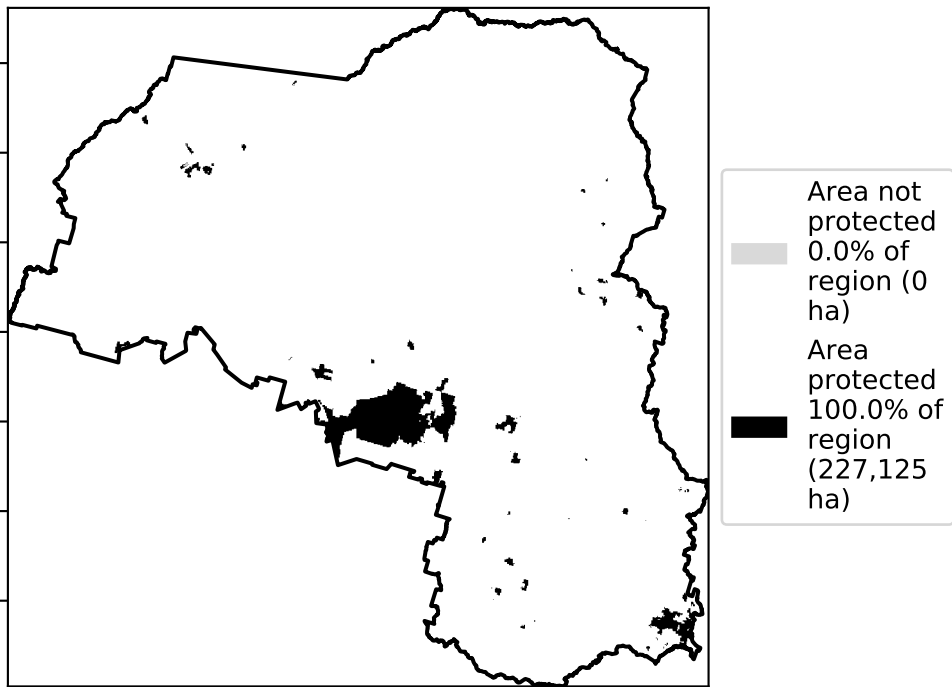 Area not
protected
0.0% of
region (0
ha)
Area
protected
100.0% of
region
(227,125
ha)